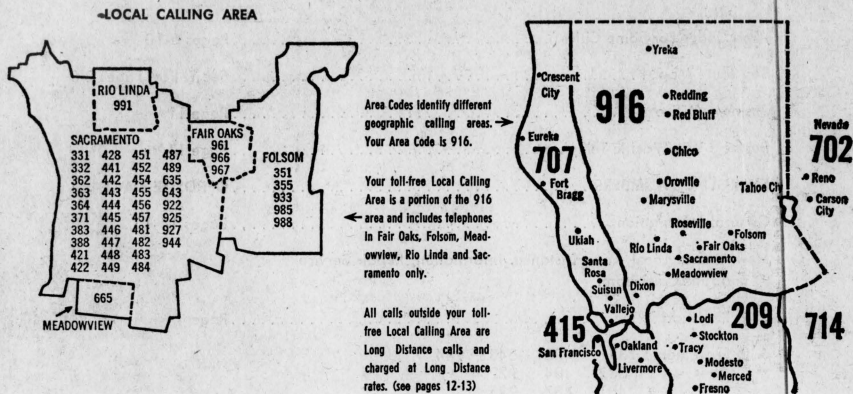 LOCAL CALLING AREA
RIO LINDA
991
SACRAMENTO
331 428 451 487
332 441 452 489
362 442 454 635
363 443 455 643
364 444 456 922
371 445 457 925
383 446 481 927
388 447 482 944
421 448 483
422 449 484
FAIR OAKS
961
966
967
FOLSOM
351
355
933
985
988
665
MEADOWVIEW
Area Codes identify different
geographic calling areas.
Your Area Code is 916.
Your toll-free Local Calling
Area is a portion of the 916
area and includes telephones
in Fair Oaks, Folsom, Mead-
owview, Rio Linda and Sac-
ramento only.
All calls outside your toll-
free Local Calling Area are
Long Distance calls and
charged at Long Distance
rates. (see pages 12-13)
Yreka
Crescent
City
916
Redding
Red Bluff
Eureka
707
Chico
Nevada
702
Reno
Carson
City
Fort
Bragg
Oroville
Marysville
Tahoe City
Ukiah
Roseville
Folsom
Rio Linda
Fair Oaks
Sacramento
Meadowview
Santa
Rosa
Suisun
Dixon
Vallejo
415
San Francisco
Oakland
Livermore
Lodi
209
714
Stockton
Tracy
Modesto
Merced
Fresno